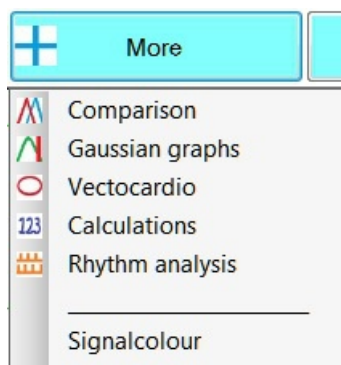 More
Comparison
Gaussian graphs
Vectocardio
123 Calculations
Rhythm analysis
Signalcolour